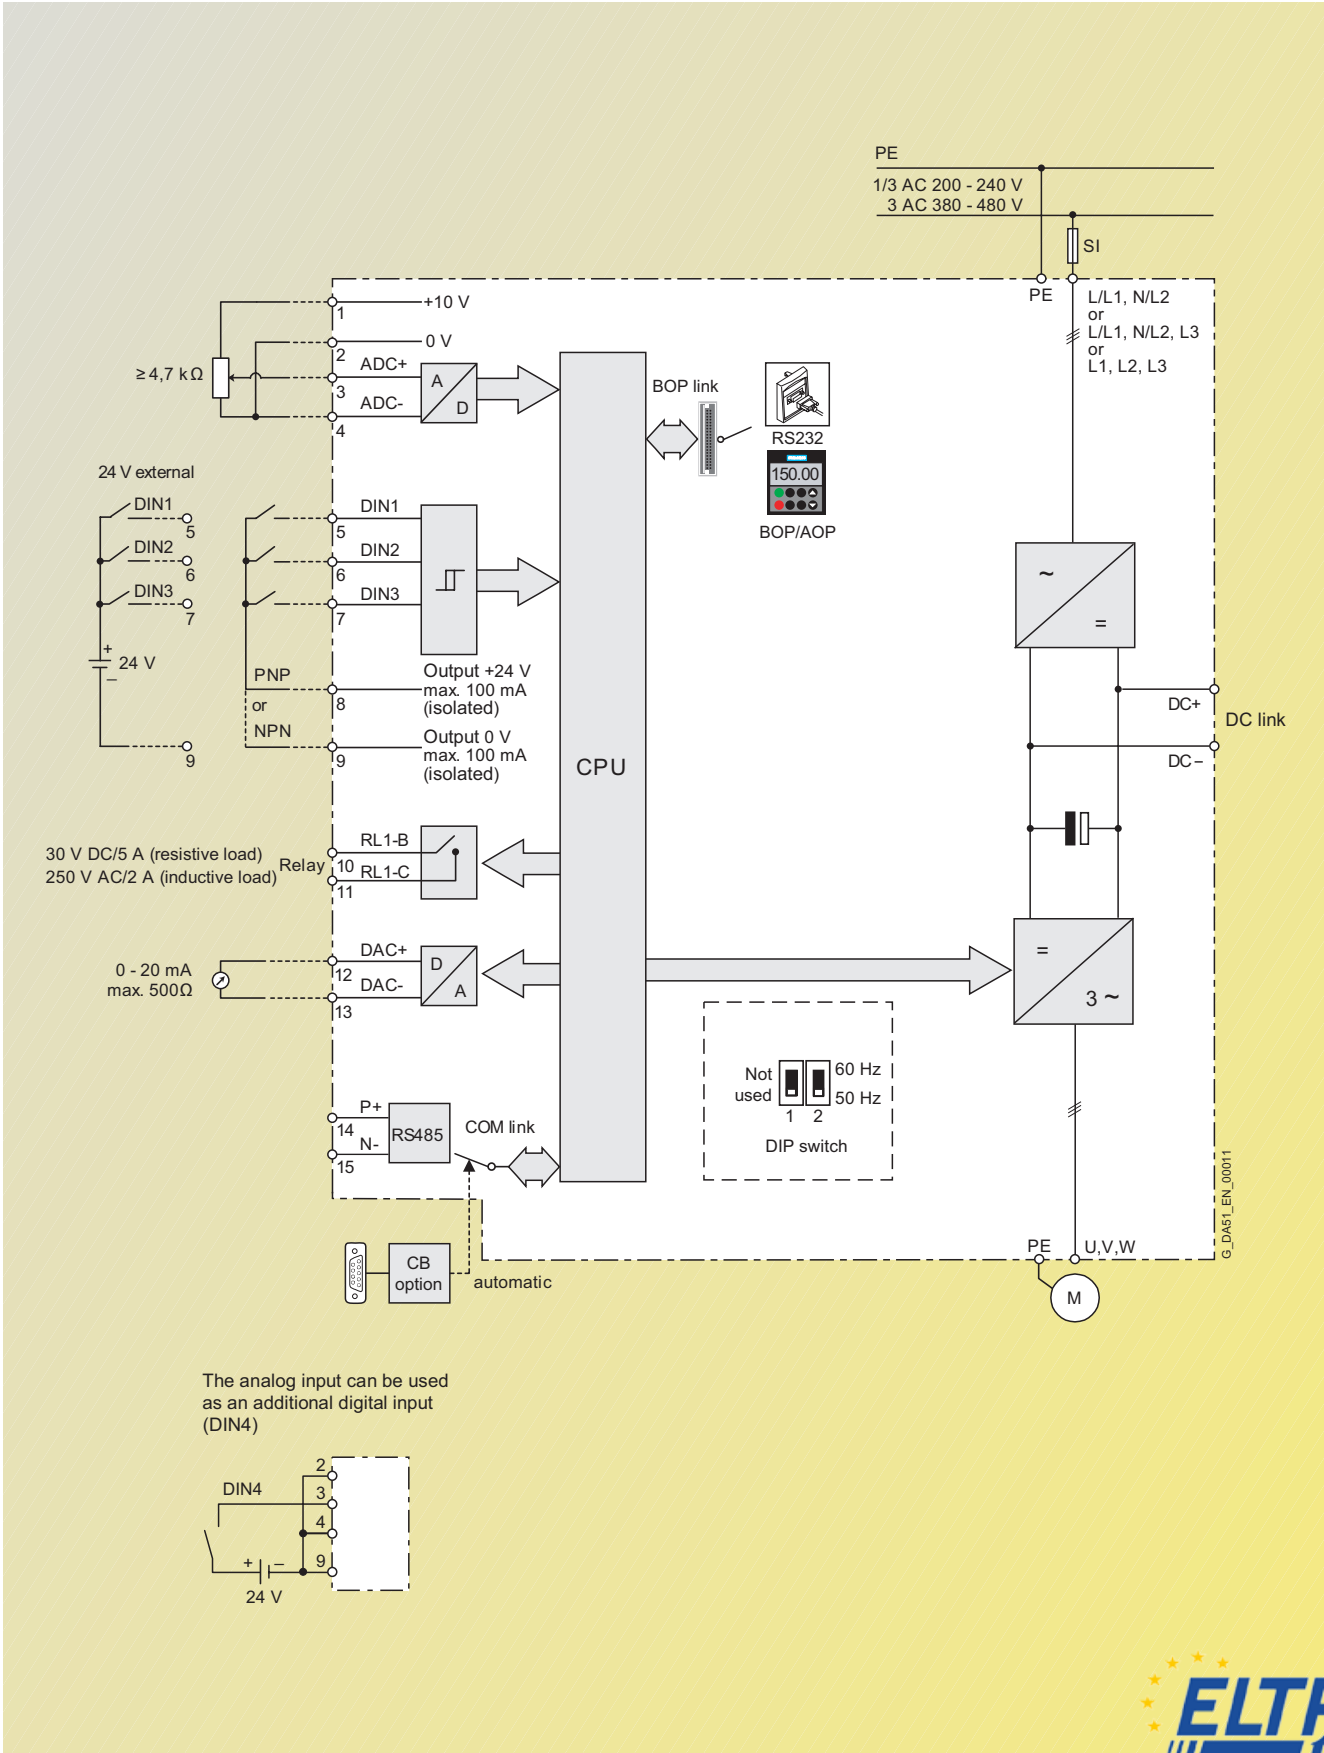 PE
1/3 AC 200 - 240 V
3 AC 380 - 480 V
SI
PE
L/L1, N/L2
or
L/L1, N/L2, L3
or
L1, L2, L3
+10 V
1
0 V
2
ADC+
3
ADC-
4
≥ 4,7 k Ω
A
D
BOP link
RS232
150.00
BOP/AOP
24 V external
DIN1
5
DIN2
6
DIN3
7
+
24 V
–
9
DIN1
5
DIN2
6
DIN3
7
PNP
or
NPN
8
Output +24 V
max. 100 mA
(isolated)
9
Output 0 V
max. 100 mA
(isolated)
CPU
~
=
DC+
DC link
DC –
30 V DC/5 A (resistive load)
250 V AC/2 A (inductive load)
Relay
RL1-B
10
RL1-C
11
0 - 20 mA
max. 500 Ω
DAC+
12
DAC-
13
D
A
=
3 ~
Not
used
60 Hz
50 Hz
1 2
DIP switch
P+
14
N-
15
RS485
COM link
CB
option
automatic
PE
U,V,W
M
G_DA51_EN_00011
The analog input can be used
as an additional digital input
(DIN4)
2
DIN4
3
4
9
+ –
24 V